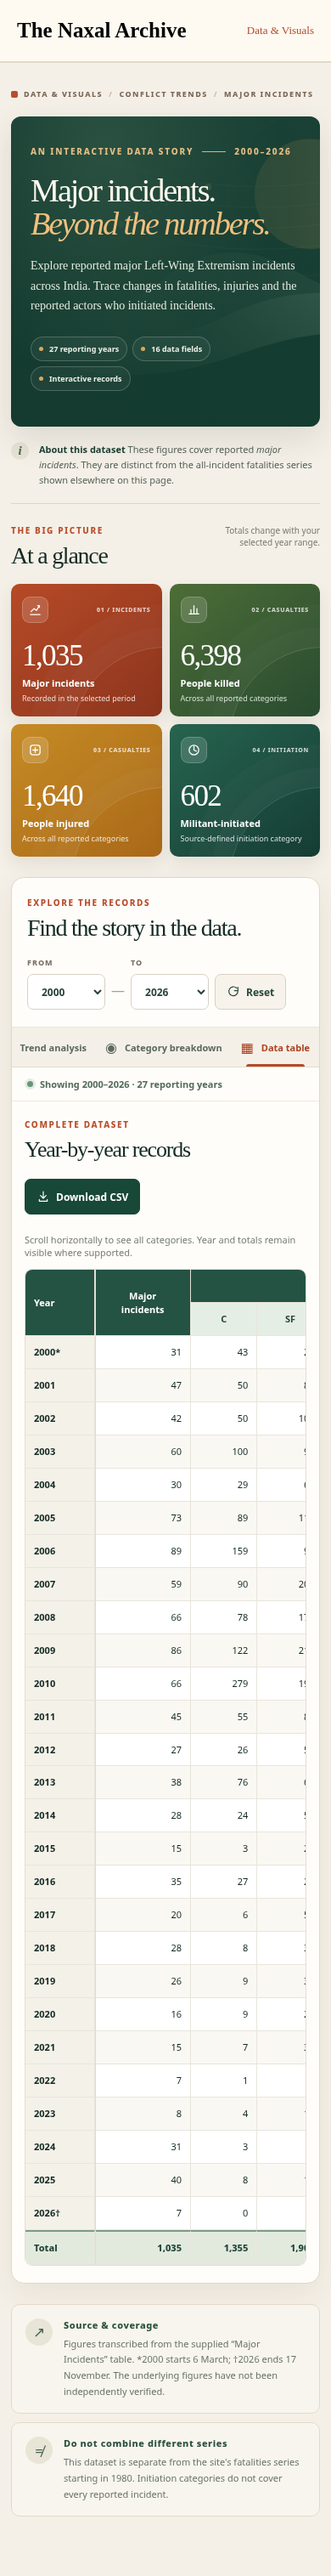 The Naxal Archive
Data & Visuals
DATA & VISUALS / CONFLICT TRENDS / MAJOR INCIDENTS
AN INTERACTIVE DATA STORY — 2000–2026
Major incidents.
Beyond the numbers.
Explore reported major Left-Wing Extremism incidents
across India. Trace changes in fatalities, injuries and the
reported actors who initiated incidents.
27 reporting years
16 data fields
Interactive records
i
About this dataset These figures cover reported major
incidents. They are distinct from the all-incident fatalities series
shown elsewhere on this page.
THE BIG PICTURE
At a glance
Totals change with your
selected year range.
01 / INCIDENTS
1,035
Major incidents
Recorded in the selected period
02 / CASUALTIES
6,398
People killed
Across all reported categories
03 / CASUALTIES
1,640
People injured
Across all reported categories
04 / INITIATION
602
Militant-initiated
Source-defined initiation category
EXPLORE THE RECORDS
Find the story in the data.
FROM
TO
2000 — 2026 Reset
Trend analysis Category breakdown Data table
Showing 2000–2026 · 27 reporting years
COMPLETE DATASET
Year-by-year records
Download CSV
Scroll horizontally to see all categories. Year and totals remain
visible where supported.
Year
Major
incidents
C SF
2000* 31 43
2001 47 50
2002 42 50
2003 60 100
2004 30 29
2005 73 89
2006 89 159
2007 59 90
2008 66 78
2009 86 122
2010 66 279
2011 45 55
2012 27 26
2013 38 76
2014 28 24
2015 15 3
2016 35 27
2017 20 6
2018 28 8
2019 26 9
2020 16 9
2021 15 7
2022 7 1
2023 8 4
2024 31 3
2025 40 8
2026† 7 0
Total 1,035 1,355
Source & coverage
Figures transcribed from the supplied “Major
Incidents” table. *2000 starts 6 March; †2026 ends 17
November. The underlying figures have not been
independently verified.
Do not combine different series
This dataset is separate from the site's fatalities series
starting in 1980. Initiation categories do not cover
every reported incident.